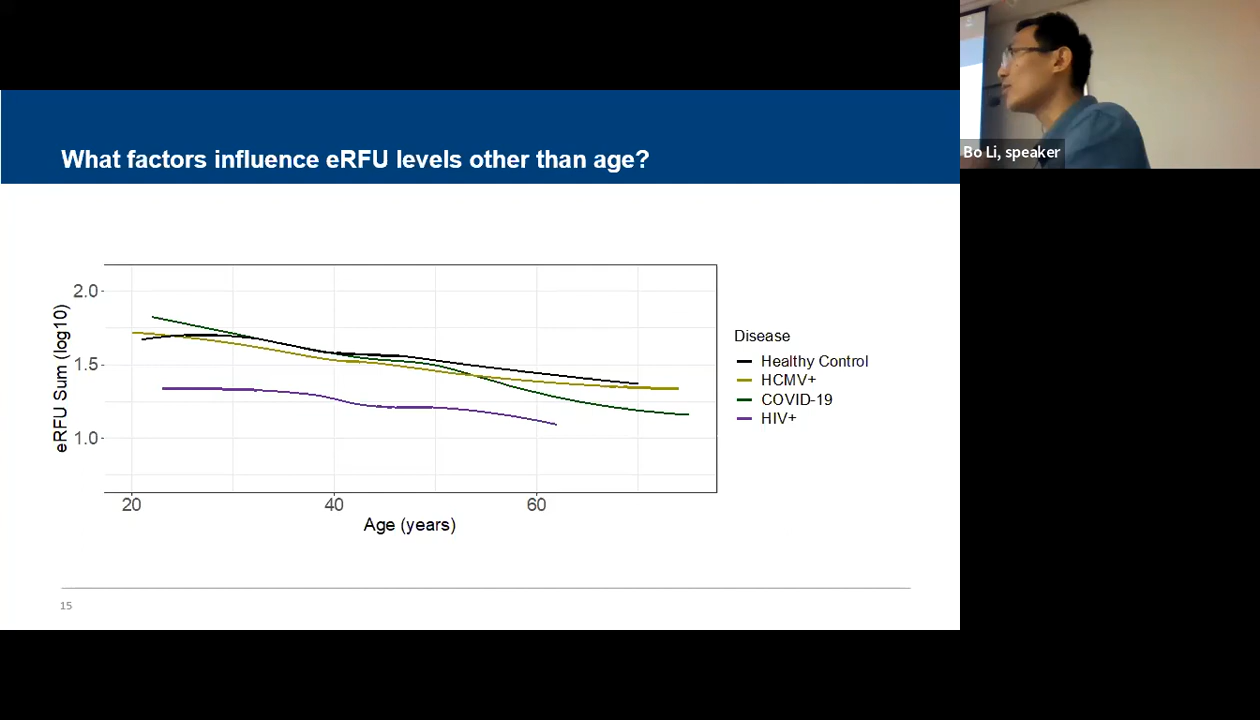 What factors influence eRFU levels other than age?
Bo Li, speaker
eRFU Sum (log10)
2.0
1.5
1.0
20 40 60
Age (years)
Disease
Healthy Control
HCMV+
COVID-19
HIV+
15